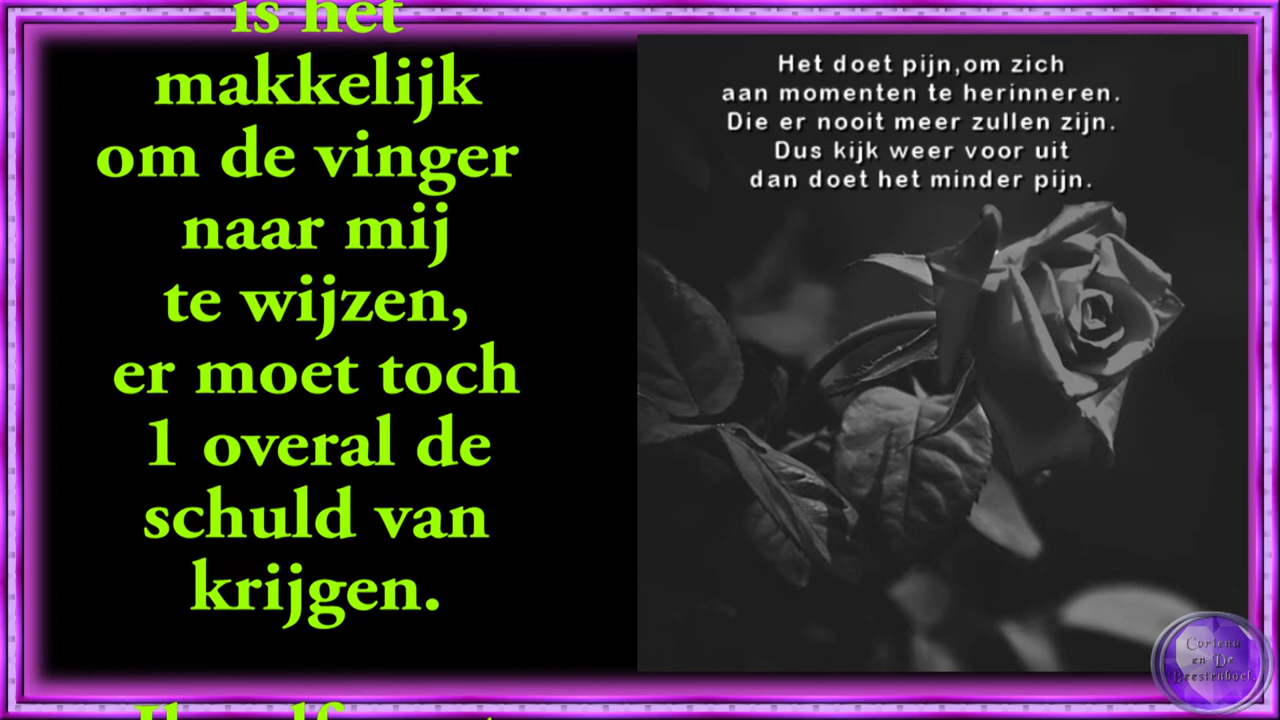 is het
makkelijk
om de vinger
naar mij
te wijzen,
er moet toch
1 overal de
schuld van
krijgen.
Het doet pijn,om zich
aan momenten te herinneren.
Die er nooit meer zullen zijn.
Dus kijk weer voor uit
dan doet het minder pijn.
en De